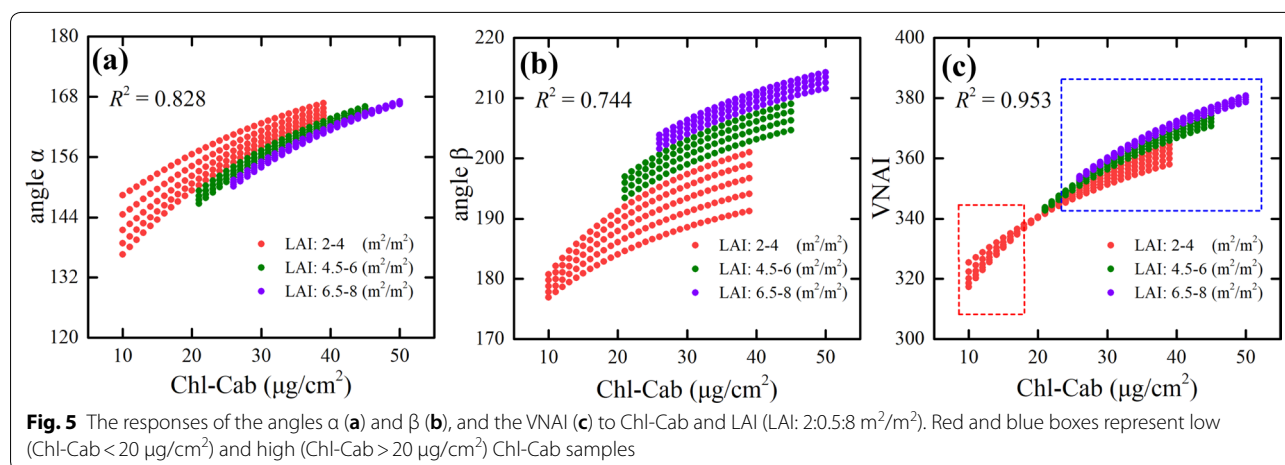 180
168
156
144
132
120
angle α
(a)
R² = 0.828
LAI: 2-4 (m²/m²)
LAI: 4.5-6 (m²/m²)
LAI: 6.5-8 (m²/m²)
10 20 30 40 50
Chl-Cab (μg/cm²)
220
210
200
190
180
170
angle β
(b)
R² = 0.744
LAI: 2-4 (m²/m²)
LAI: 4.5-6 (m²/m²)
LAI: 6.5-8 (m²/m²)
10 20 30 40 50
Chl-Cab (μg/cm²)
400
380
360
340
320
300
VNAI
(c)
R² = 0.953
LAI: 2-4 (m²/m²)
LAI: 4.5-6 (m²/m²)
LAI: 6.5-8 (m²/m²)
10 20 30 40 50
Chl-Cab (μg/cm²)
Fig. 5 The responses of the angles α (a) and β (b), and the VNAI (c) to Chl-Cab and LAI (LAI: 2:0.5:8 m²/m²). Red and blue boxes represent low
(Chl-Cab < 20 μg/cm²) and high (Chl-Cab > 20 μg/cm²) Chl-Cab samples